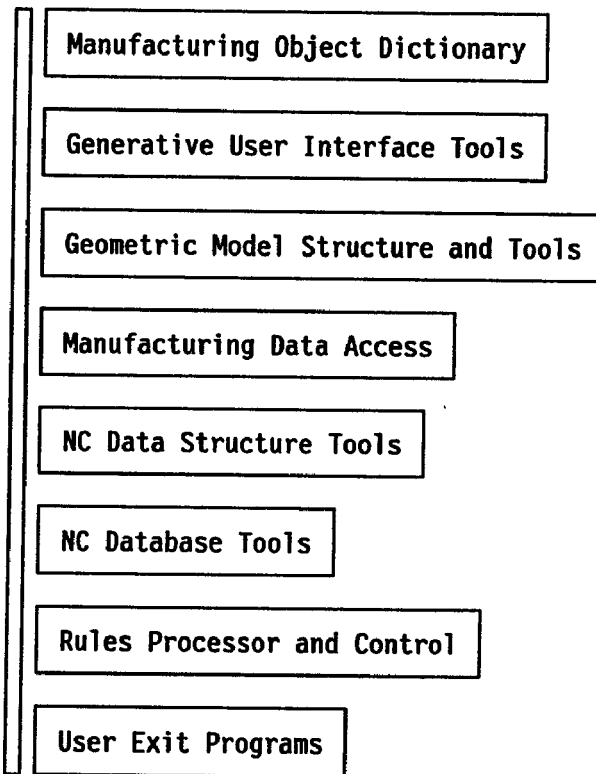 Manufacturing Object Dictionary
Generative User Interface Tools
Geometric Model Structure and Tools
Manufacturing Data Access
NC Data Structure Tools
NC Database Tools
Rules Processor and Control
User Exit Programs